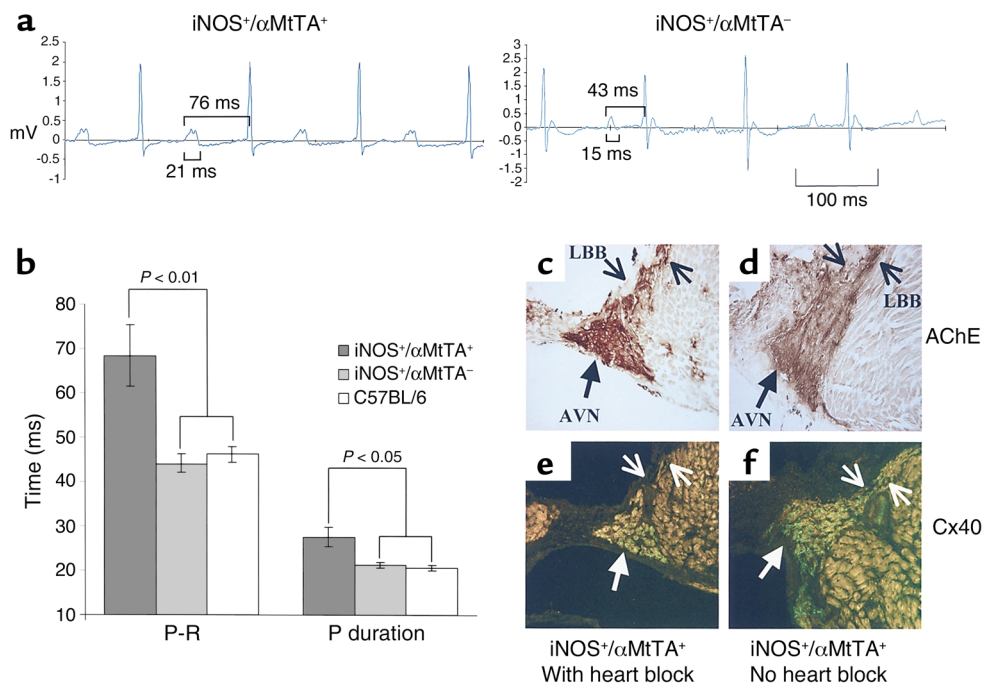 a
iNOS⁺/αMtTA⁺
iNOS⁺/αMtTA⁻
mV
2.5
2
1.5
1
0.5
0
-0.5
-1
76 ms
21 ms
3
2.5
2
1.5
1
0.5
0
-0.5
-1
-1.5
-2
43 ms
15 ms
100 ms
b
Time (ms)
80
70
60
50
40
30
20
10
P < 0.01
P < 0.05
iNOS⁺/αMtTA⁺
iNOS⁺/αMtTA⁻
C57BL/6
P-R
P duration
c
LBB
AVN
d
LBB
AVN
AChE
e
f
Cx40
iNOS⁺/αMtTA⁺
With heart block
iNOS⁺/αMtTA⁺
No heart block